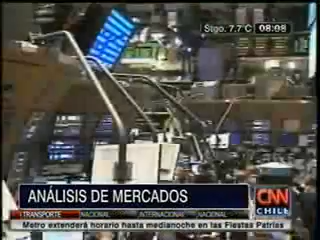 Stgo. 7.7°C 08:08
ANÁLISIS DE MERCADOS
CNN
CHILE
TRANSPORTE NACIONAL INTERNACIONAL NACIONAL
Metro extenderá horario hasta medianoche en las Fiestas Patrias